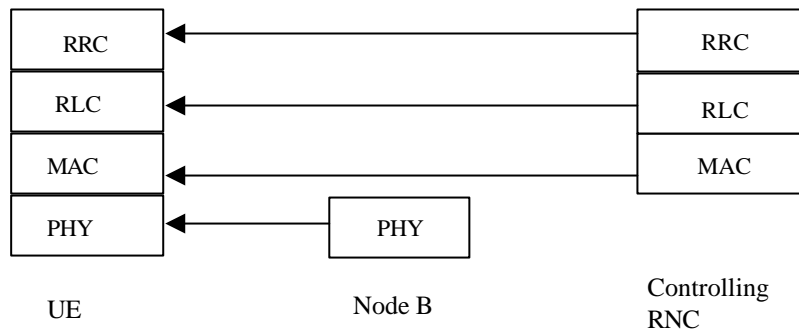 RRC
RRC
RLC
RLC
MAC
MAC
PHY
PHY
UE
Node B
Controlling
RNC